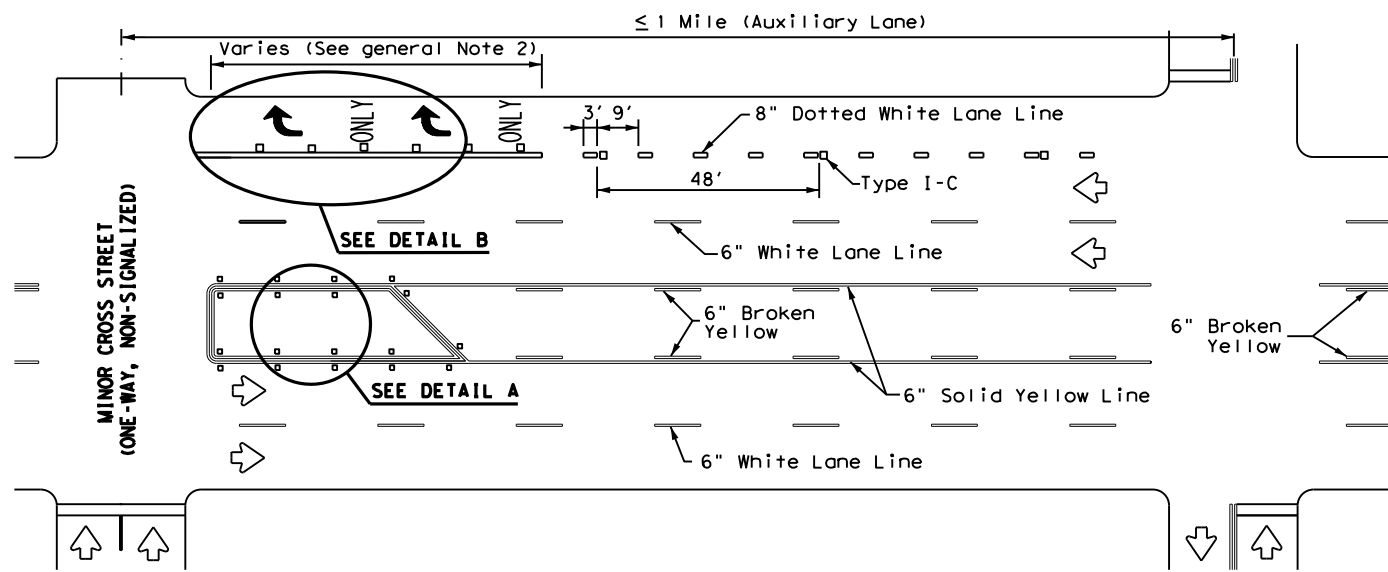 ≤ 1 Mile (Auxiliary Lane)
Varies (See general Note 2)
ONLY
ONLY
3' 9'
8" Dotted White Lane Line
48'
Type I-C
SEE DETAIL B
6" White Lane Line
MINOR CROSS STREET
(ONE-WAY, NON-SIGNALIZED)
6" Broken
Yellow
6" Broken
Yellow
SEE DETAIL A
6" Solid Yellow Line
6" White Lane Line